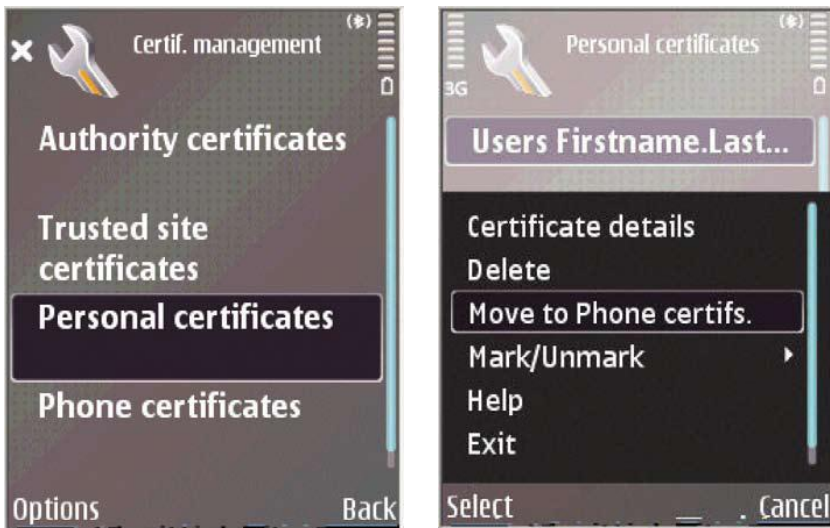 Certif. management
Authority certificates
Trusted site
certificates
Personal certificates
Phone certificates
Options Back
Personal certificates
3G
Users Firstname.Last...
Certificate details
Delete
Move to Phone certifs.
Mark/Unmark
Help
Exit
Select Cancel